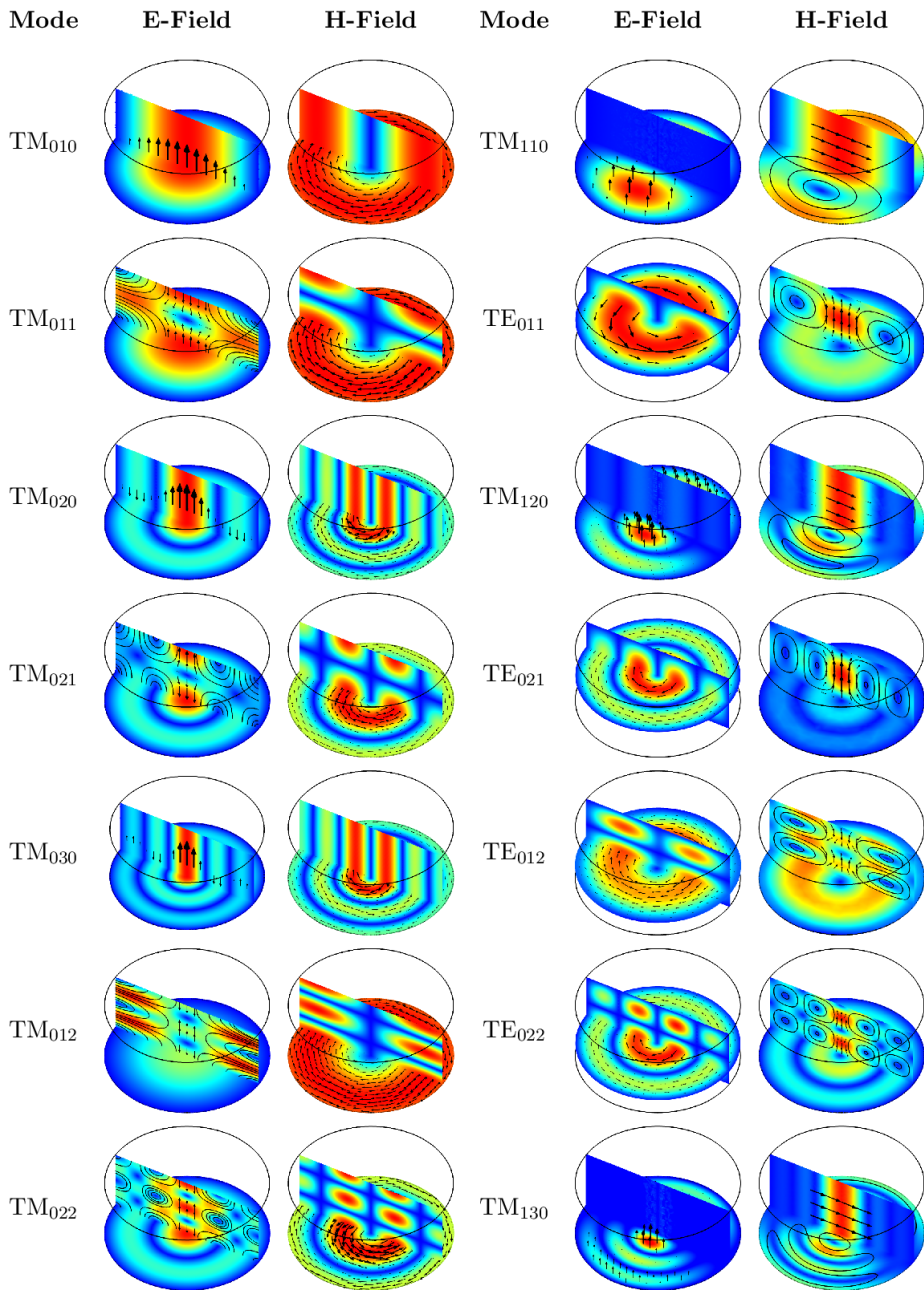 Mode E-Field H-Field Mode E-Field H-Field
TM₀₁₀ TM₁₁₀
TM₀₁₁ TE₀₁₁
TM₀₂₀ TM₁₂₀
TM₀₂₁ TE₀₂₁
TM₀₃₀ TE₀₁₂
TM₀₁₂ TE₀₂₂
TM₀₂₂ TM₁₃₀